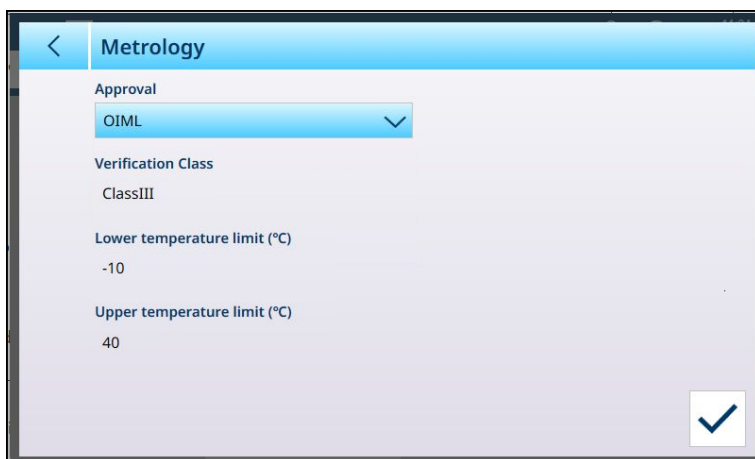 Metrology
Approval
OIML
Verification Class
ClassIII
Lower temperature limit (°C)
-10
Upper temperature limit (°C)
40